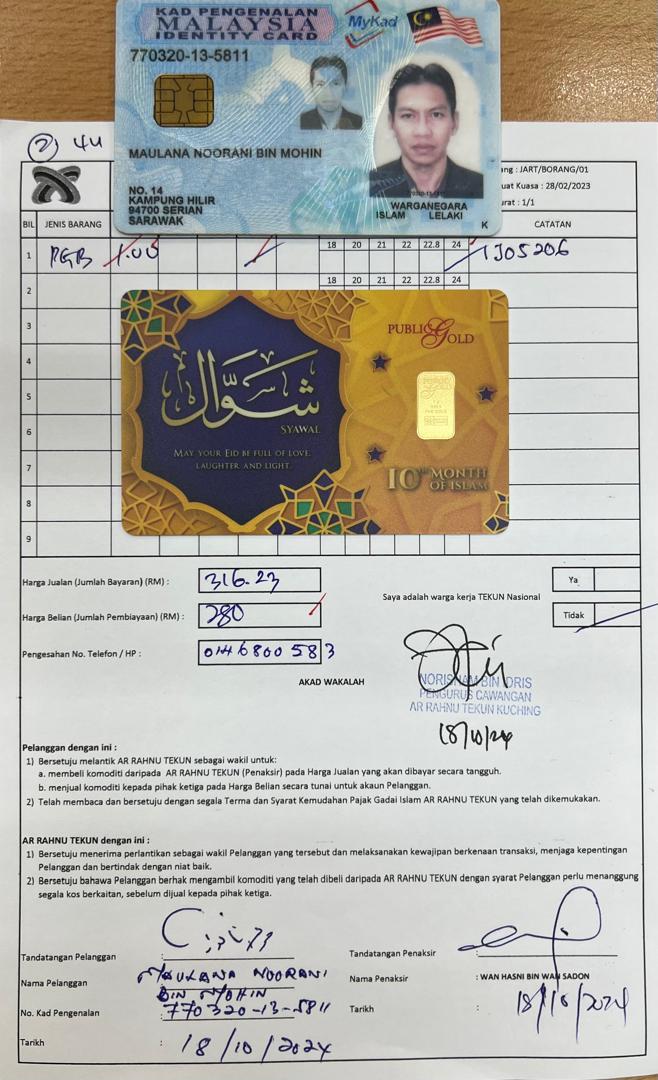 KAD PENGENALAN
MALAYSIA
IDENTITY CARD
MyKad
770320-13-5811
MAULANA NOORANI BIN MOHIN
NO. 14
KAMPUNG HILIR
94700 SERIAN
SARAWAK
WARGANEGARA
ISLAM LELAKI
K
2 44
ang : JART/BORANG/01
uat Kuasa : 28/02/2023
urat : 1/1
BIL JENIS BARANG CATATAN
1 PGB 1.00 18 20 21 22 22.8 24 1J05206
2 18 20 21 22 22.8 24
3
4
5
6
7
8
9
شوّال
SYAWAL
MAY YOUR EID BE FULL OF LOVE,
LAUGHTER AND LIGHT.
PUBLIC GOLD
10TH MONTH
OF ISLAM
Harga Jualan (Jumlah Bayaran) (RM) : 316.23
Harga Belian (Jumlah Pembiayaan) (RM) : 280
Pengesahan No. Telefon / HP : 0146800583
Saya adalah warga kerja TEKUN Nasional
Ya
Tidak
AKAD WAKALAH
NORISHAM BIN IDRIS
PENGURUS CAWANGAN
AR RAHNU TEKUN KUCHING
18/10/24
Pelanggan dengan ini :
1) Bersetuju melantik AR RAHNU TEKUN sebagai wakil untuk:
a. membeli komoditi daripada AR RAHNU TEKUN (Penaksir) pada Harga Jualan yang akan dibayar secara tangguh.
b. menjual komoditi kepada pihak ketiga pada Harga Belian secara tunai untuk akaun Pelanggan.
2) Telah membaca dan bersetuju dengan segala Terma dan Syarat Kemudahan Pajak Gadai Islam AR RAHNU TEKUN yang telah dikemukakan.
AR RAHNU TEKUN dengan ini :
1) Bersetuju menerima perlantikan sebagai wakil Pelanggan yang tersebut dan melaksanakan kewajipan berkenaan transaksi, menjaga kepentingan
Pelanggan dan bertindak dengan niat baik.
2) Bersetuju bahawa Pelanggan berhak mengambil komoditi yang telah dibeli daripada AR RAHNU TEKUN dengan syarat Pelanggan perlu menanggung
segala kos berkaitan, sebelum dijual kepada pihak ketiga.
Tandatangan Pelanggan :
Tandatangan Penaksir :
Nama Pelanggan : MAULANA NOORANI
BIN MOHIN
Nama Penaksir : WAN HASNI BIN WAN SADON
No. Kad Pengenalan : 770320-13-5811
Tarikh : 18/10/2024
Tarikh : 18/10/2024